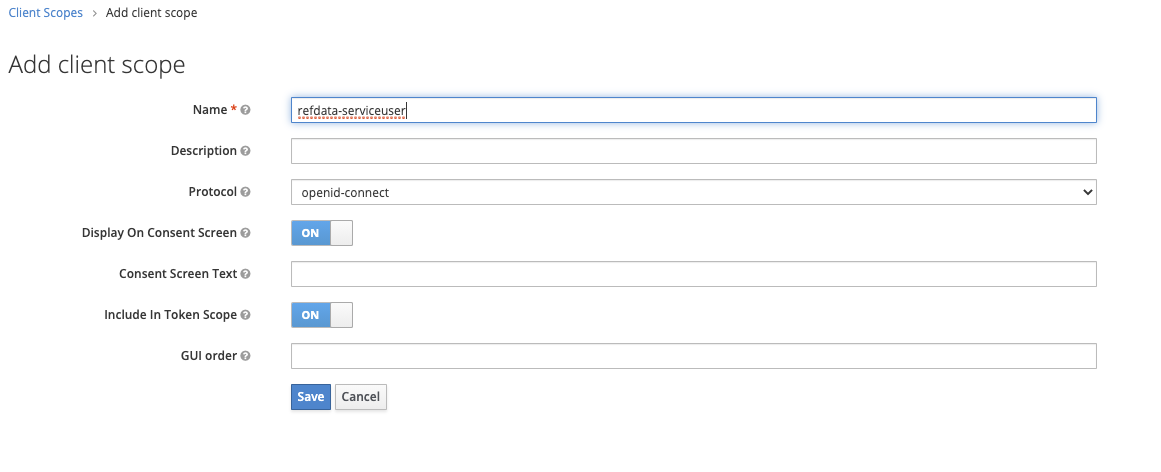 Client Scopes > Add client scope
Add client scope
Name * refdata-serviceuser
Description
Protocol openid-connect
Display On Consent Screen ON
Consent Screen Text
Include In Token Scope ON
GUI order
Save Cancel